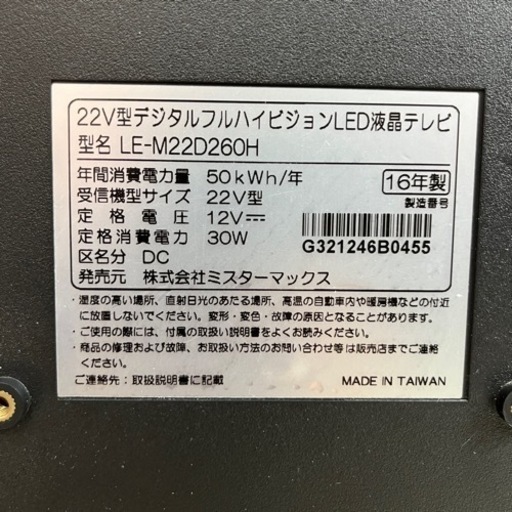 22V型デジタルフルハイビジョンLED液晶テレビ
型名 LE-M22D260H
年間消費電力量 50kWh/年
16年製
受信機型サイズ 22V型
製造番号
定格電圧 12V
定格消費電力 30W
G321246B0455
区名分 DC
発売元 株式会社ミスターマックス
・湿度の高い場所、直射日光のあたる場所、高温の自動車内や暖房機などの付近
に放置しないでください。変形・変色・故障の原因となることがあります。
・ご使用の際には、付属の取扱い説明書をよくお読みください。
・商品の修理および故障、お取扱い方法のお問い合わせ等は販売店までご連絡
ください。
ご連絡先：取扱説明書に記載
MADE IN TAIWAN